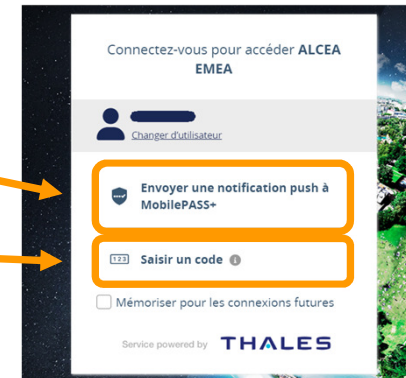 Connectez-vous pour accéder ALCEA
EMEA
Changer d'utilisateur
Envoyer une notification push à
MobilePASS+
123 Saisir un code i
Mémoriser pour les connexions futures
Service powered by THALES